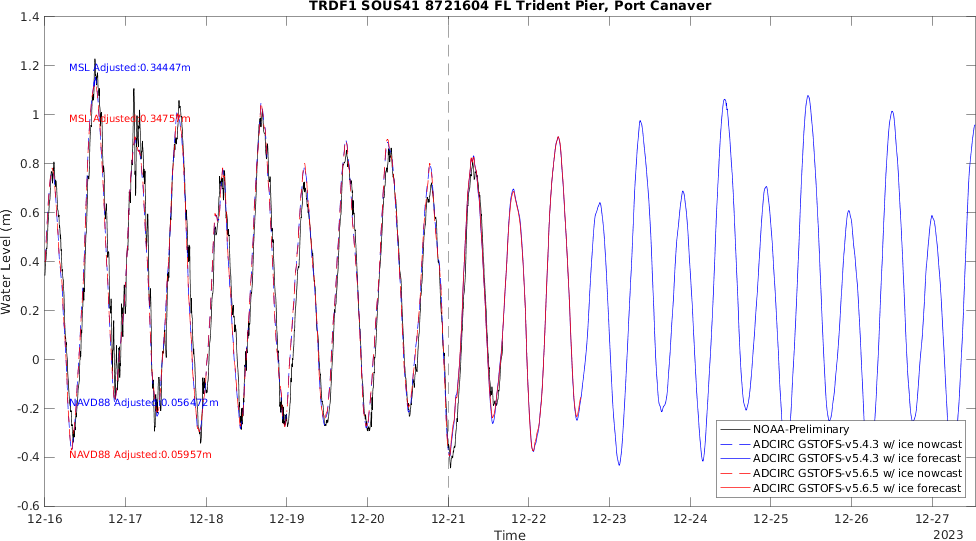 TRDF1 SOUS41 8721604 FL Trident Pier, Port Canaver
Water Level (m)
1.4
1.2
1
0.8
0.6
0.4
0.2
0
-0.2
-0.4
-0.6
MSL Adjusted:0.34447m
MSL Adjusted:0.3475
NAVD88 Adjusted:0.056472m
NAVD88 Adjusted:0.05957m
NOAA-Preliminary
ADCIRC GSTOFS-v5.4.3 w/ ice nowcast
ADCIRC GSTOFS-v5.4.3 w/ ice forecast
ADCIRC GSTOFS-v5.6.5 w/ ice nowcast
ADCIRC GSTOFS-v5.6.5 w/ ice forecast
12-16 12-17 12-18 12-19 12-20 12-21 12-22 12-23 12-24 12-25 12-26 12-27
Time
2023